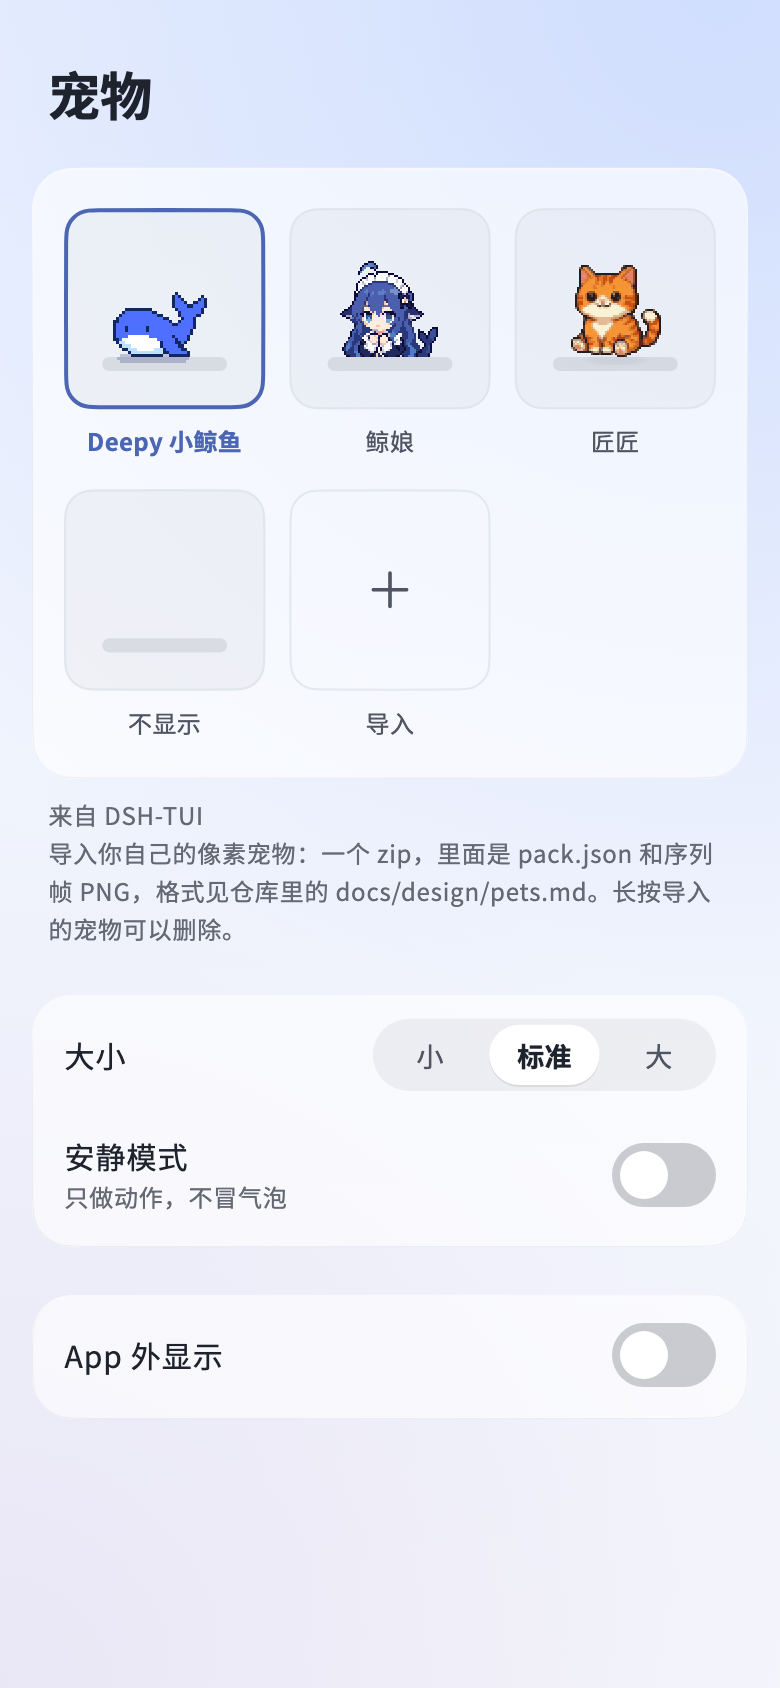 宠物
Deepy 小鲸鱼
鲸娘
匠匠
不显示
导入
来自 DSH-TUI
导入你自己的像素宠物：一个 zip，里面是 pack.json 和序列
帧 PNG，格式见仓库里的 docs/design/pets.md。长按导入
的宠物可以删除。
大小
小
标准
大
安静模式
只做动作，不冒气泡
App 外显示